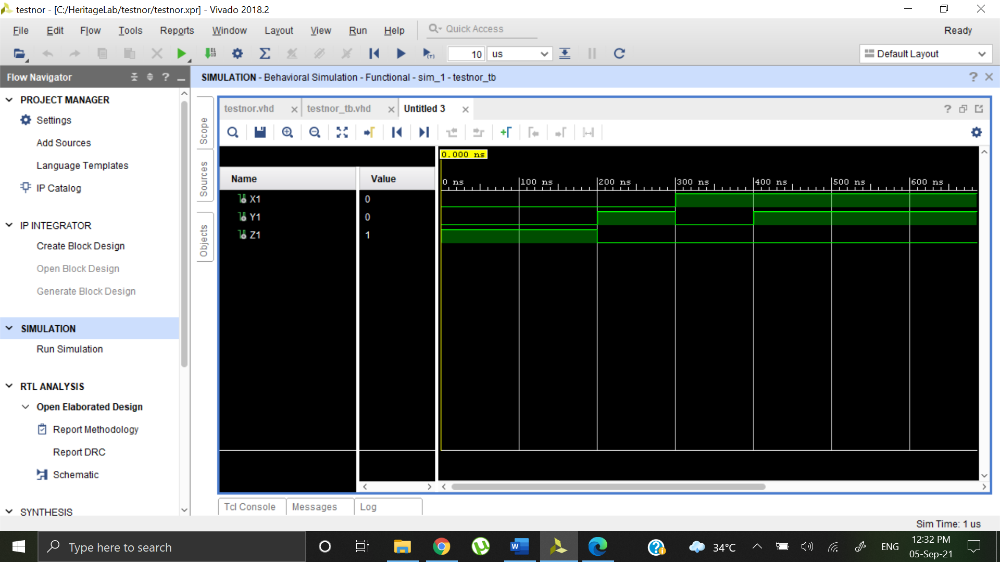 testnor - [C:/HeritageLab/testnor/testnor.xpr] - Vivado 2018.2
File Edit Flow Tools Reports Window Layout View Run Help Quick Access Ready
10 us Default Layout
Flow Navigator
SIMULATION - Behavioral Simulation - Functional - sim_1 - testnor_tb
PROJECT MANAGER
Settings
Add Sources
Language Templates
IP Catalog
IP INTEGRATOR
Create Block Design
Open Block Design
Generate Block Design
SIMULATION
Run Simulation
RTL ANALYSIS
Open Elaborated Design
Report Methodology
Report DRC
Schematic
SYNTHESIS
Scope
Sources
Objects
testnor.vhd testnor_tb.vhd Untitled 3
0.000 ns
Name Value
0 ns 100 ns 200 ns 300 ns 400 ns 500 ns 600 ns
X1 0
Y1 0
Z1 1
Tcl Console Messages Log
Sim Time: 1 us
Type here to search
34°C
ENG
12:32 PM
05-Sep-21